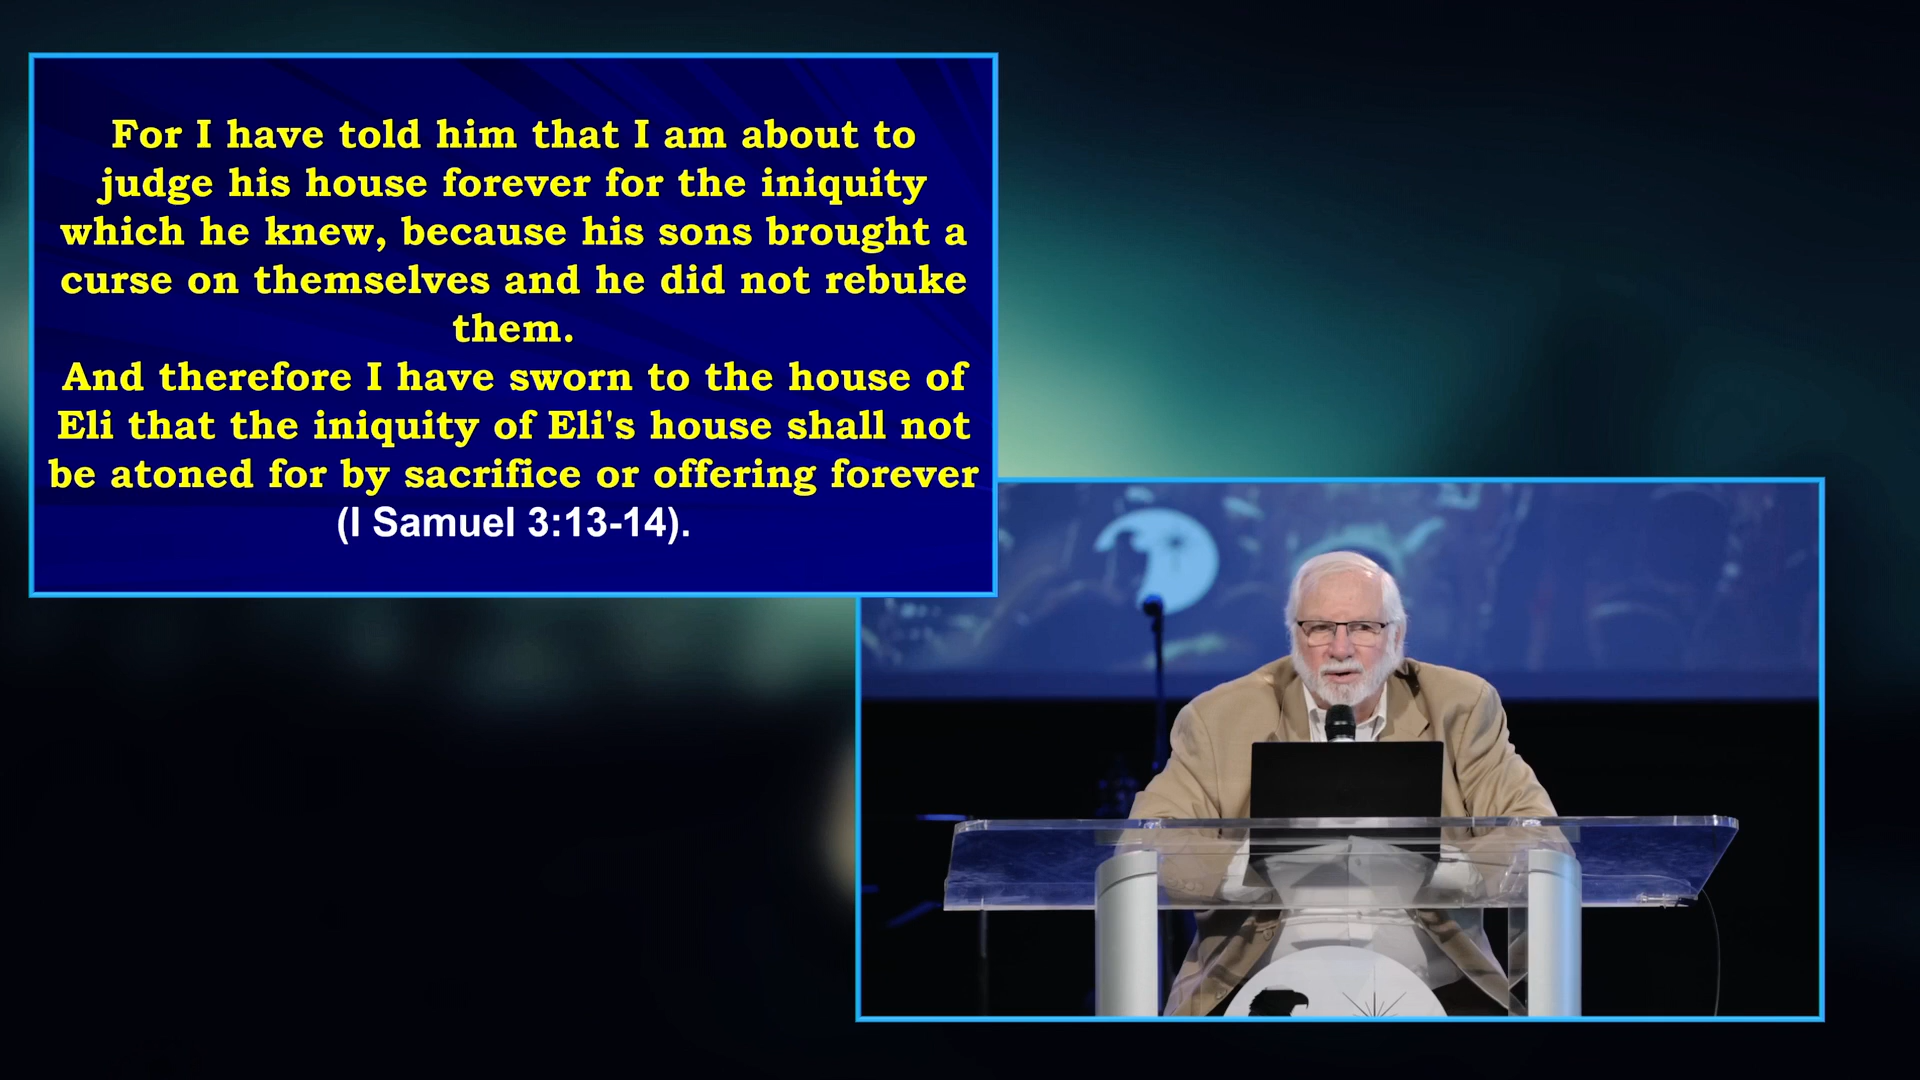 For I have told him that I am about to
judge his house forever for the iniquity
which he knew, because his sons brought a
curse on themselves and he did not rebuke
them.
And therefore I have sworn to the house of
Eli that the iniquity of Eli's house shall not
be atoned for by sacrifice or offering forever
(I Samuel 3:13-14).